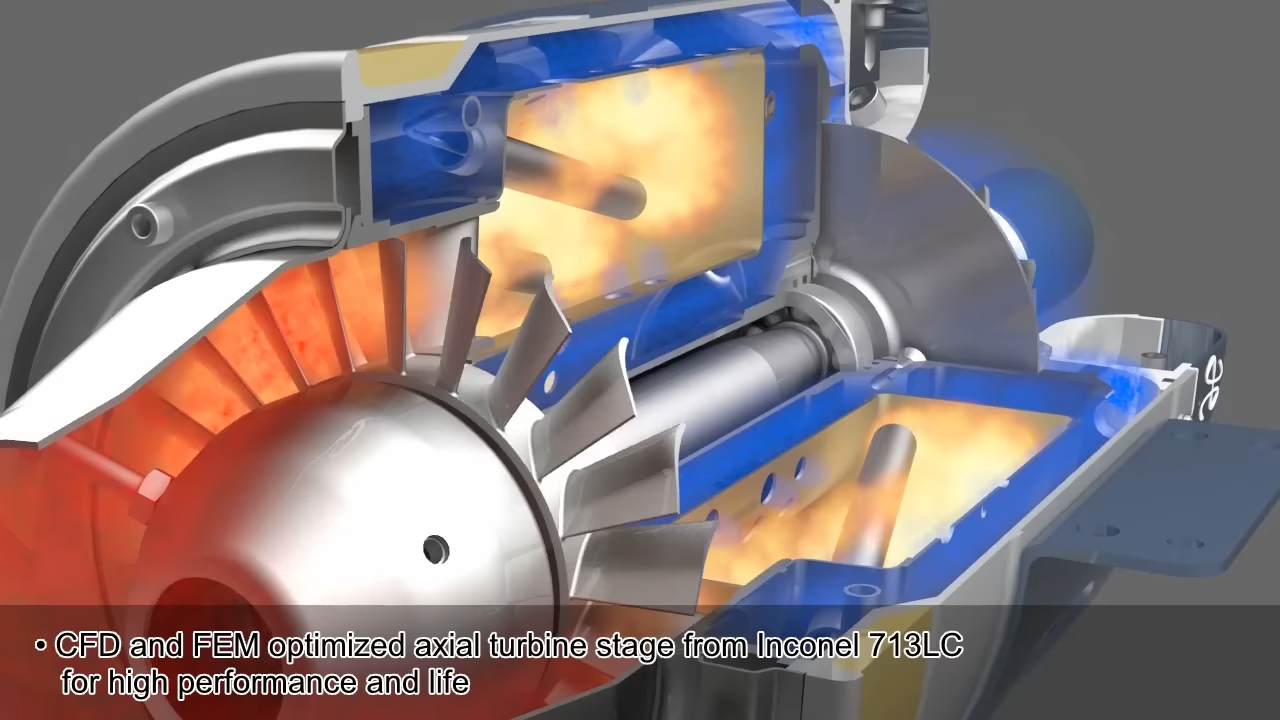 • CFD and FEM optimized axial turbine stage from Inconel 713LC
for high performance and life